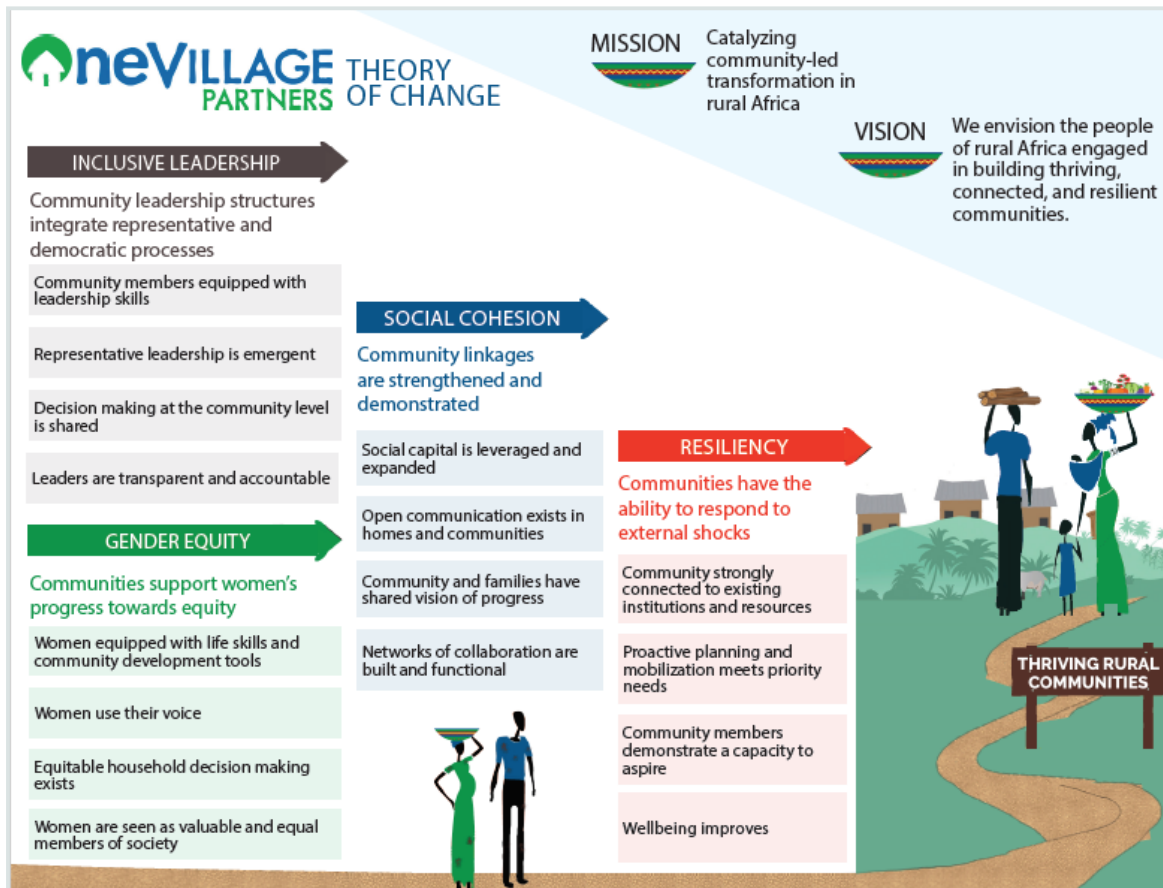 OneVILLAGE
PARTNERS
THEORY
OF CHANGE
MISSION
Catalyzing
community-led
transformation in
rural Africa
VISION
We envision the people
of rural Africa engaged
in building thriving,
connected, and resilient
communities.
INCLUSIVE LEADERSHIP
Community leadership structures
integrate representative and
democratic processes
Community members equipped with
leadership skills
Representative leadership is emergent
Decision making at the community level
is shared
Leaders are transparent and accountable
GENDER EQUITY
Communities support women's
progress towards equity
Women equipped with life skills and
community development tools
Women use their voice
Equitable household decision making
exists
Women are seen as valuable and equal
members of society
SOCIAL COHESION
Community linkages
are strengthened and
demonstrated
Social capital is leveraged and
expanded
Open communication exists in
homes and communities
Community and families have
shared vision of progress
Networks of collaboration are
built and functional
RESILIENCY
Communities have the
ability to respond to
external shocks
Community strongly
connected to existing
institutions and resources
Proactive planning and
mobilization meets priority
needs
Community members
demonstrate a capacity to
aspire
Wellbeing improves
THRIVING RURAL
COMMUNITIES